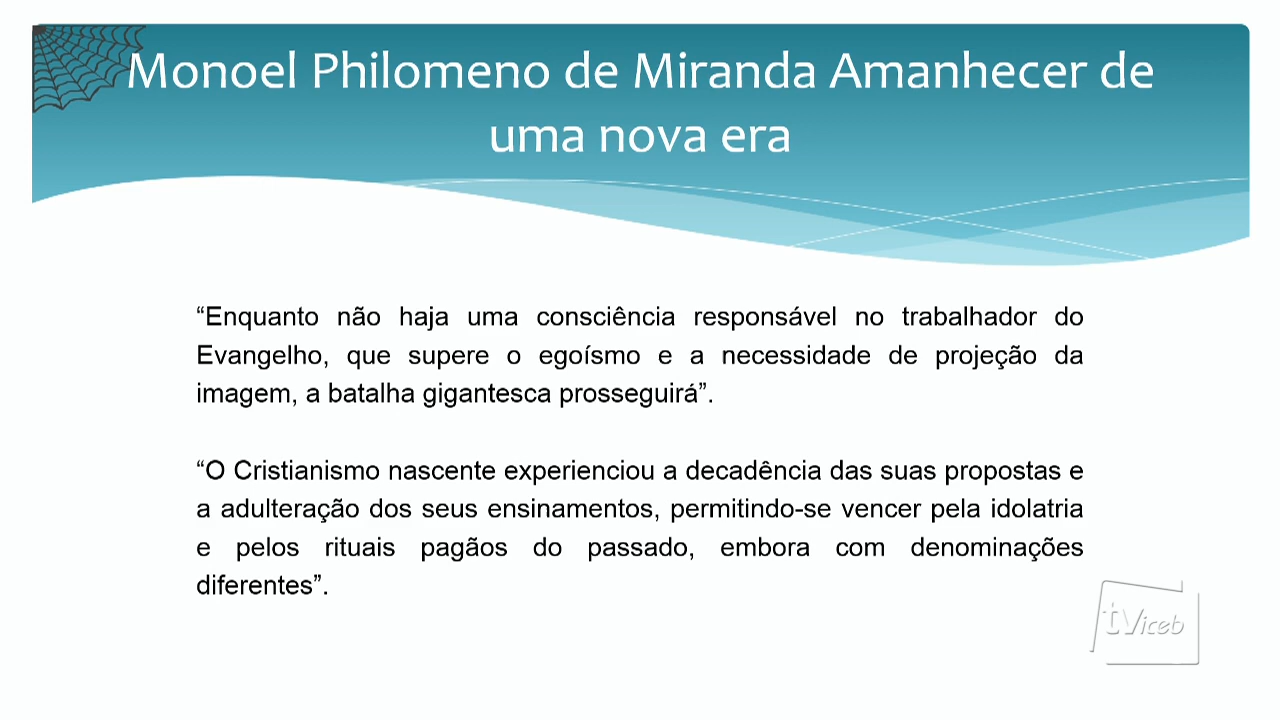 Monoel Philomeno de Miranda Amanhecer de
uma nova era
“Enquanto não haja uma consciência responsável no trabalhador do
Evangelho, que supere o egoísmo e a necessidade de projeção da
imagem, a batalha gigantesca prosseguirá”.
“O Cristianismo nascente experienciou a decadência das suas propostas e
a adulteração dos seus ensinamentos, permitindo-se vencer pela idolatria
e pelos rituais pagãos do passado, embora com denominações
diferentes”.
tViceb